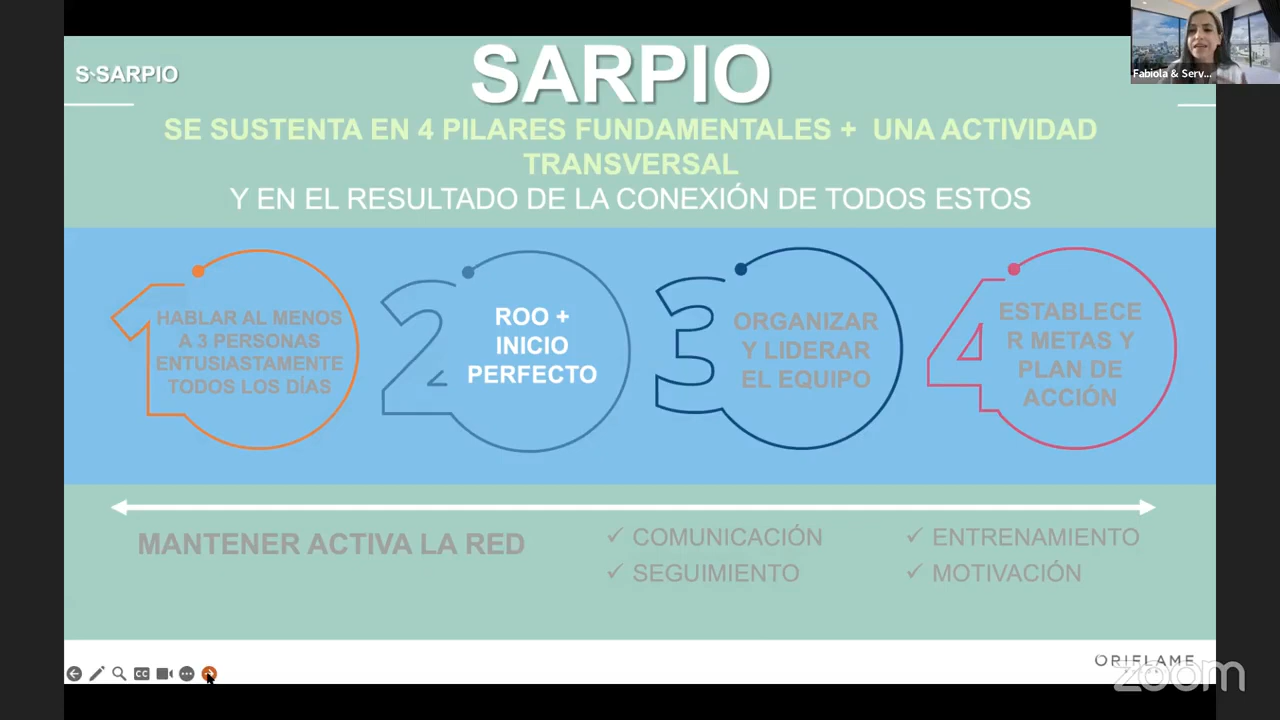 S SARPIO
SARPIO
Fabiola & Serv...
SE SUSTENTA EN 4 PILARES FUNDAMENTALES + UNA ACTIVIDAD
TRANSVERSAL
Y EN EL RESULTADO DE LA CONEXIÓN DE TODOS ESTOS
1
HABLAR AL MENOS
A 3 PERSONAS
ENTUSIASTAMENTE
TODOS LOS DÍAS
2
ROO +
INICIO
PERFECTO
3
ORGANIZAR
Y LIDERAR
EL EQUIPO
4
ESTABLECE
R METAS Y
PLAN DE
ACCIÓN
MANTENER ACTIVA LA RED
✓ COMUNICACIÓN
✓ SEGUIMIENTO
✓ ENTRENAMIENTO
✓ MOTIVACIÓN
CC
ORIFLAME
zoom